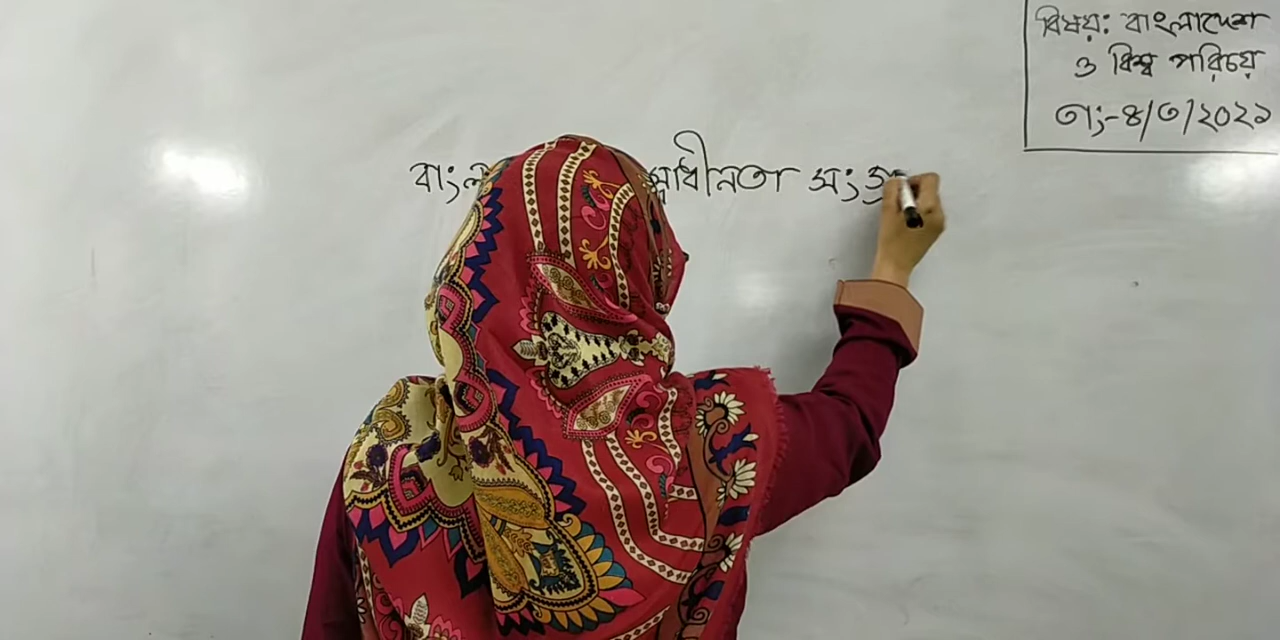 বিষয়: বাংলাদেশ
ও বিশ্ব পরিচয়
তাং-৪/৩/২০২১
স্বাধীনতা